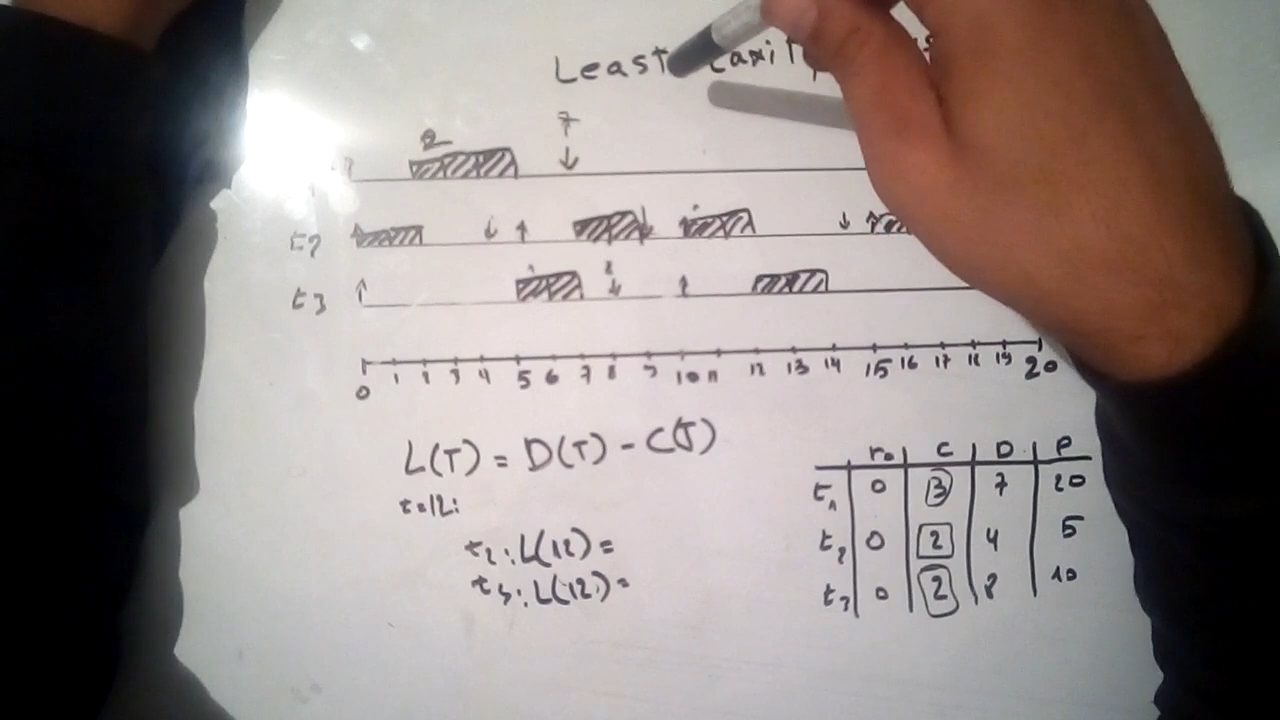 Least Laxity
2
7
t2
t3
0 1 2 3 4 5 6 7 8 9 10 11 12 13 14 15 16 17 18 19 20
L(T) = D(T) - C(T)
t=12:
t2: L(12) =
t3: L(12) =
r0 C D P
t1 0 3 7 20
t2 0 2 4 5
t3 0 2 8 10